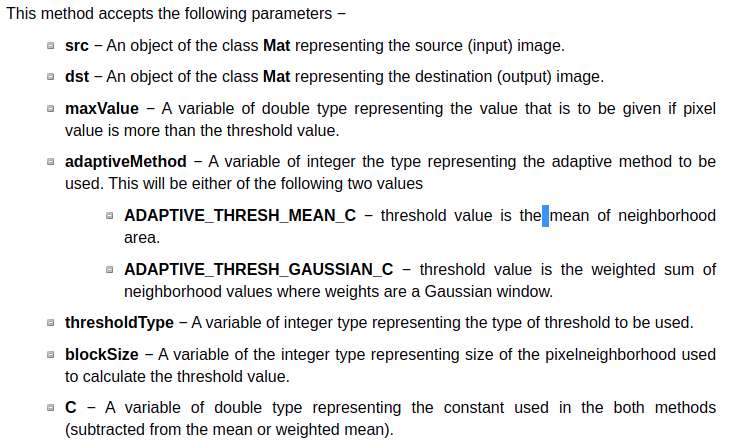 This method accepts the following parameters −
src − An object of the class Mat representing the source (input) image.
dst − An object of the class Mat representing the destination (output) image.
maxValue − A variable of double type representing the value that is to be given if pixel
value is more than the threshold value.
adaptiveMethod − A variable of integer the type representing the adaptive method to be
used. This will be either of the following two values
ADAPTIVE_THRESH_MEAN_C − threshold value is the mean of neighborhood
area.
ADAPTIVE_THRESH_GAUSSIAN_C − threshold value is the weighted sum of
neighborhood values where weights are a Gaussian window.
thresholdType − A variable of integer type representing the type of threshold to be used.
blockSize − A variable of the integer type representing size of the pixelneighborhood used
to calculate the threshold value.
C − A variable of double type representing the constant used in the both methods
(subtracted from the mean or weighted mean).